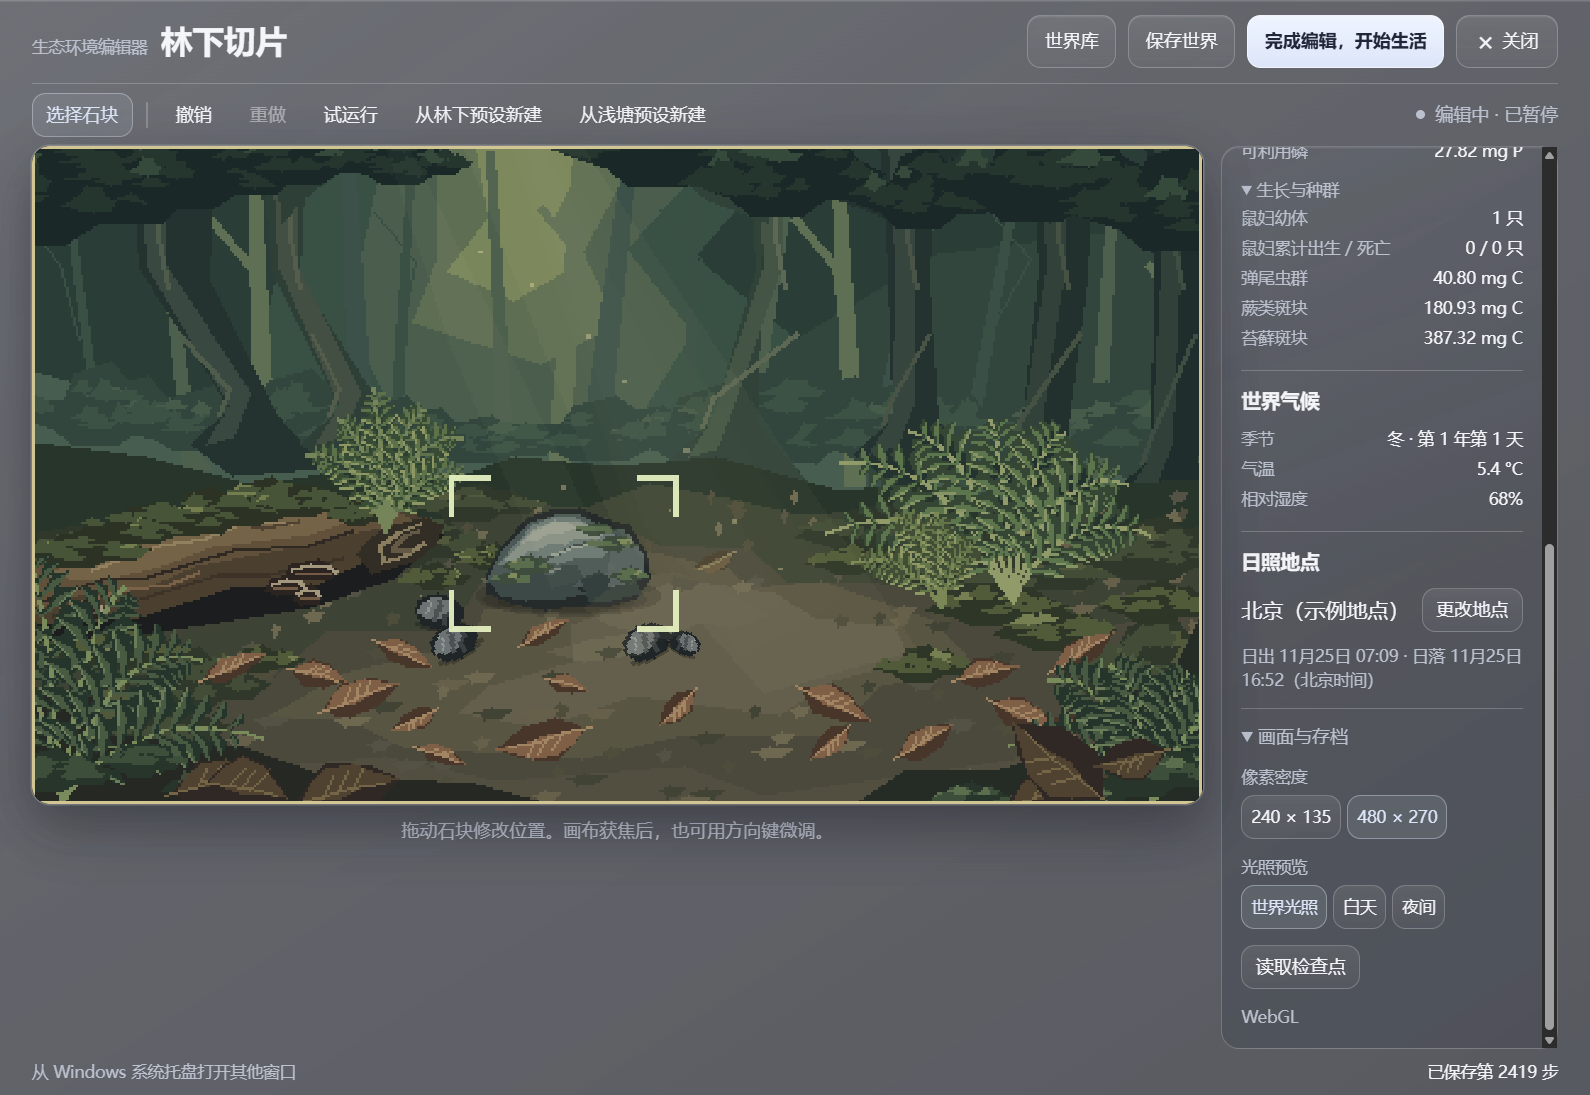 生态环境编辑器 林下切片
世界库
保存世界
完成编辑，开始生活
× 关闭
选择石块
撤销
重做
试运行
从林下预设新建
从浅塘预设新建
编辑中 · 已暂停
可利用磷 27.82 mg P
▼ 生长与种群
鼠妇幼体 1 只
鼠妇累计出生 / 死亡 0 / 0 只
弹尾虫群 40.80 mg C
蕨类斑块 180.93 mg C
苔藓斑块 387.32 mg C
世界气候
季节 冬 · 第 1 年第 1 天
气温 5.4 °C
相对湿度 68%
日照地点
北京（示例地点） 更改地点
日出 11月25日 07:09 · 日落 11月25日
16:52（北京时间）
▼ 画面与存档
像素密度
240 × 135 480 × 270
光照预览
世界光照 白天 夜间
读取检查点
WebGL
拖动石块修改位置。画布获焦后，也可用方向键微调。
从 Windows 系统托盘打开其他窗口
已保存第 2419 步